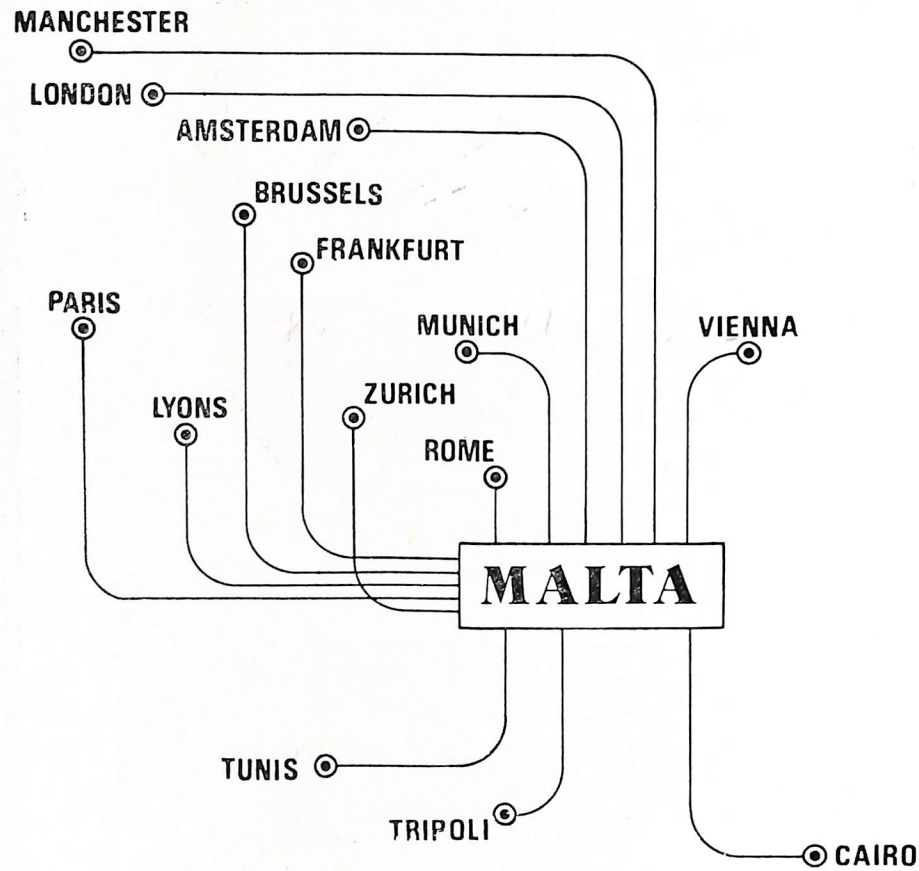 MANCHESTER
LONDON
AMSTERDAM
BRUSSELS
FRANKFURT
PARIS
MUNICH
VIENNA
LYONS
ZURICH
ROME
MALTA
TUNIS
TRIPOLI
CAIRO